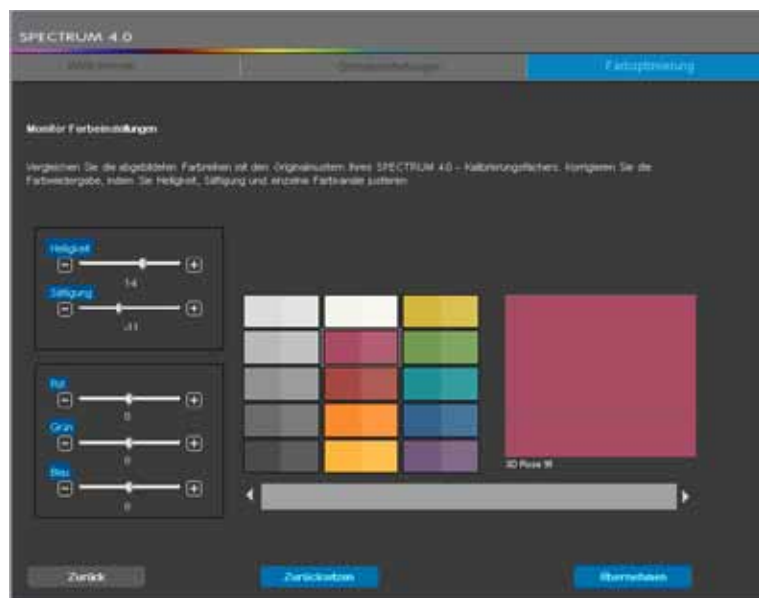 SPECTRUM 4.0
Farboptimierung
Monitor Farbeinstellungen
Vergleichen Sie die abgebildeten Farbreihen mit den Originalmustern Ihres SPECTRUM 4.0 - Kalibrierungsfächers. Korrigieren Sie die
Farbwiedergabe, indem Sie Helligkeit, Sättigung und einzelne Farbkanäle justieren.
Helligkeit
14
Sättigung
-11
Rot
0
Grün
0
Blau
0
3D Rose
Zurück
Zurücksetzen
Übernehmen